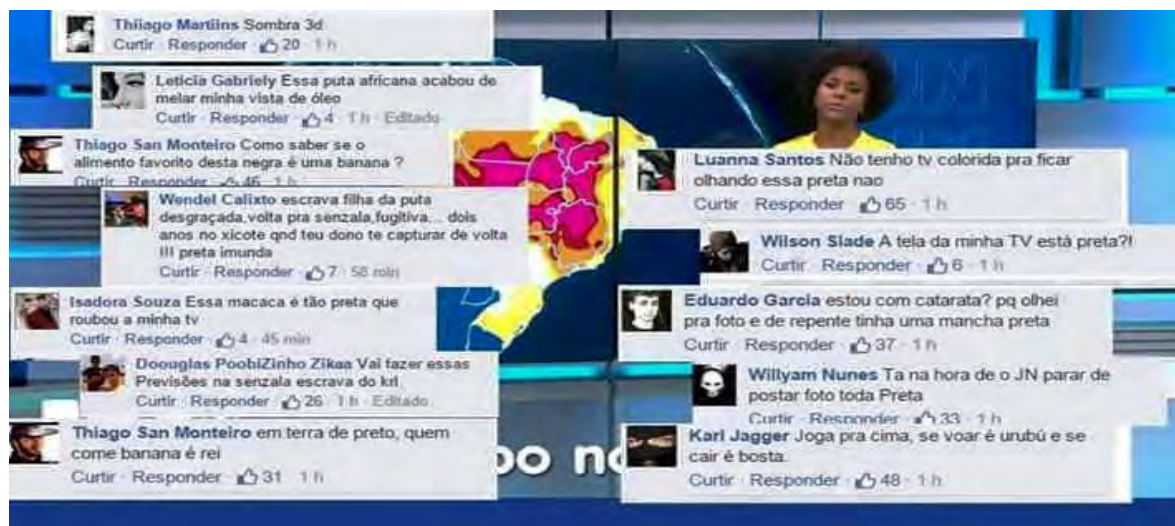 Thiiago Martiins Sombra 3d
Curtir · Responder · 20 · 1 h
Leticia Gabriely Essa puta africana acabou de
melar minha vista de óleo
Curtir · Responder · 4 · 1 h · Editado
Thiago San Monteiro Como saber se o
alimento favorito desta negra é uma banana ?
Curtir · Responder · 46 · 1 h
Wendel Calixto escrava filha da puta
desgraçada,volta pra senzala,fugitiva... dois
anos no xicote qnd teu dono te capturar de volta
!!! preta imunda
Curtir · Responder · 7 · 58 min
Isadora Souza Essa macaca é tão preta que
roubou a minha tv
Curtir · Responder · 4 · 45 min
Doouglas PoobiZinho Zikaa Vai fazer essas
Previsões na senzala escrava do krl
Curtir · Responder · 26 · 1 h · Editado
Thiago San Monteiro em terra de preto, quem
come banana é rei
Curtir · Responder · 31 · 1 h
JN
Luanna Santos Não tenho tv colorida pra ficar
olhando essa preta nao
Curtir · Responder · 65 · 1 h
Wilson Slade A tela da minha TV está preta?!
Curtir · Responder · 6 · 1 h
Eduardo Garcia estou com catarata? pq olhei
pra foto e de repente tinha uma mancha preta
Curtir · Responder · 37 · 1 h
Willyam Nunes Ta na hora de o JN parar de
postar foto toda Preta
Curtir · Responder · 33 · 1 h
Karl Jagger Joga pra cima, se voar é urubú e se
cair é bosta.
Curtir · Responder · 48 · 1 h